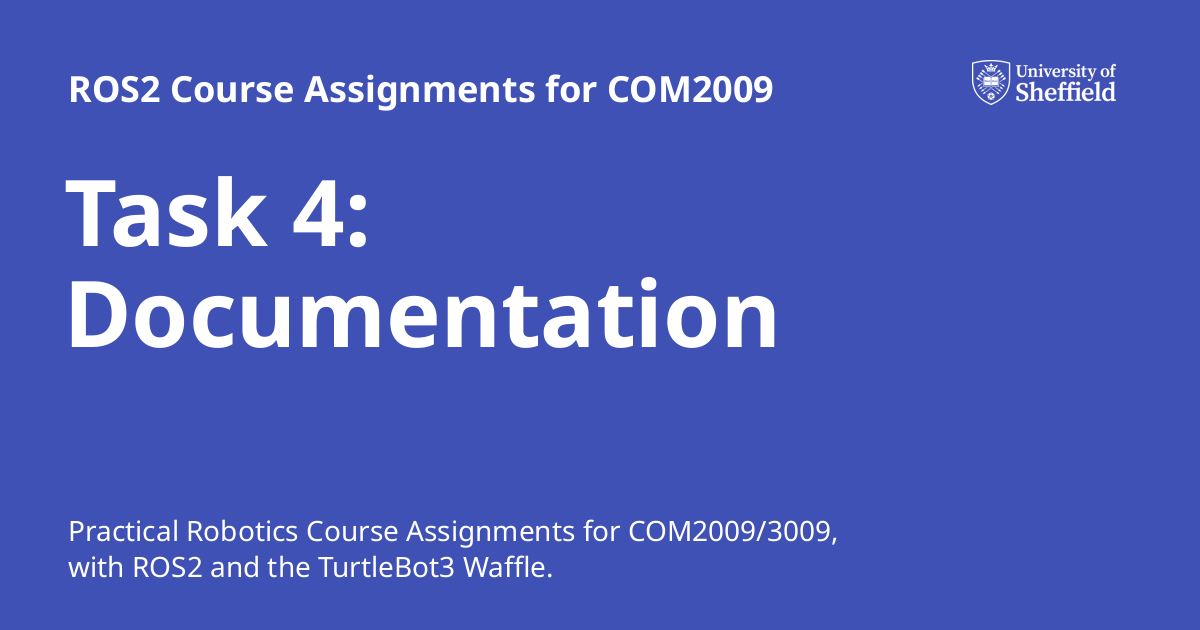 ROS2 Course Assignments for COM2009
University of
Sheffield
Task 4:
Documentation
Practical Robotics Course Assignments for COM2009/3009,
with ROS2 and the TurtleBot3 Waffle.